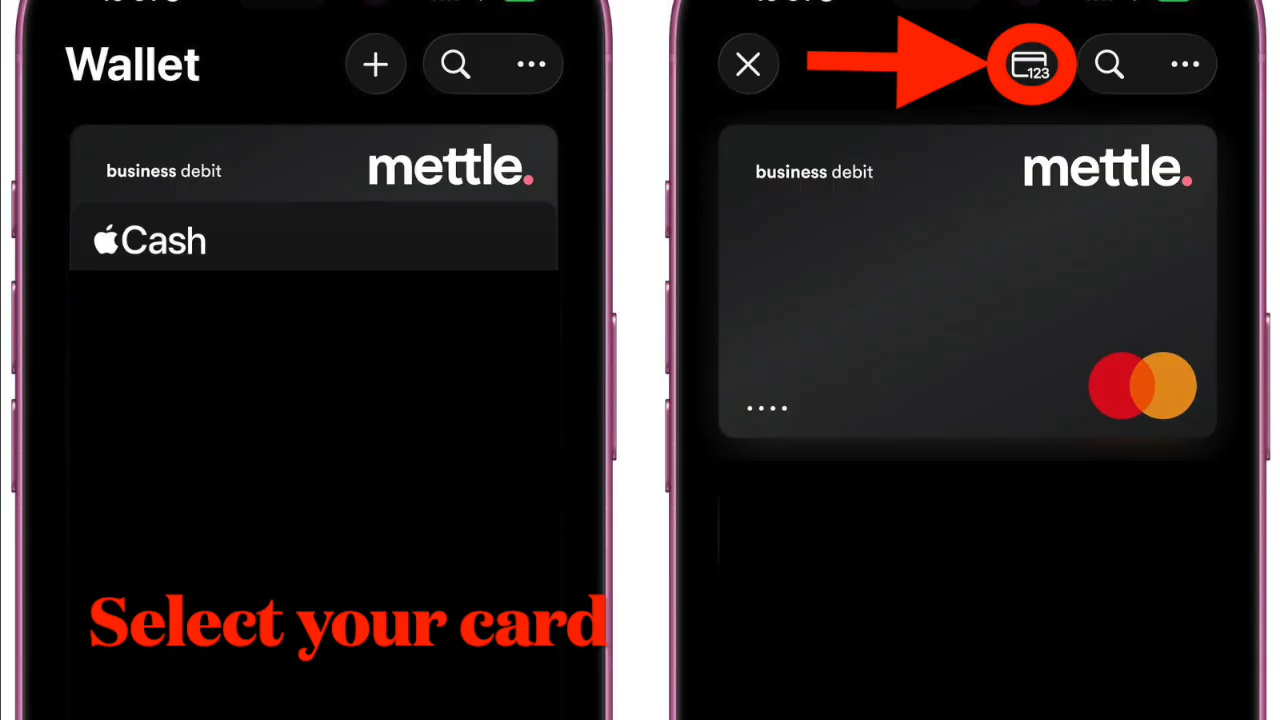 Wallet
business debit
mettle.
Cash
Select your card
123
business debit
mettle.